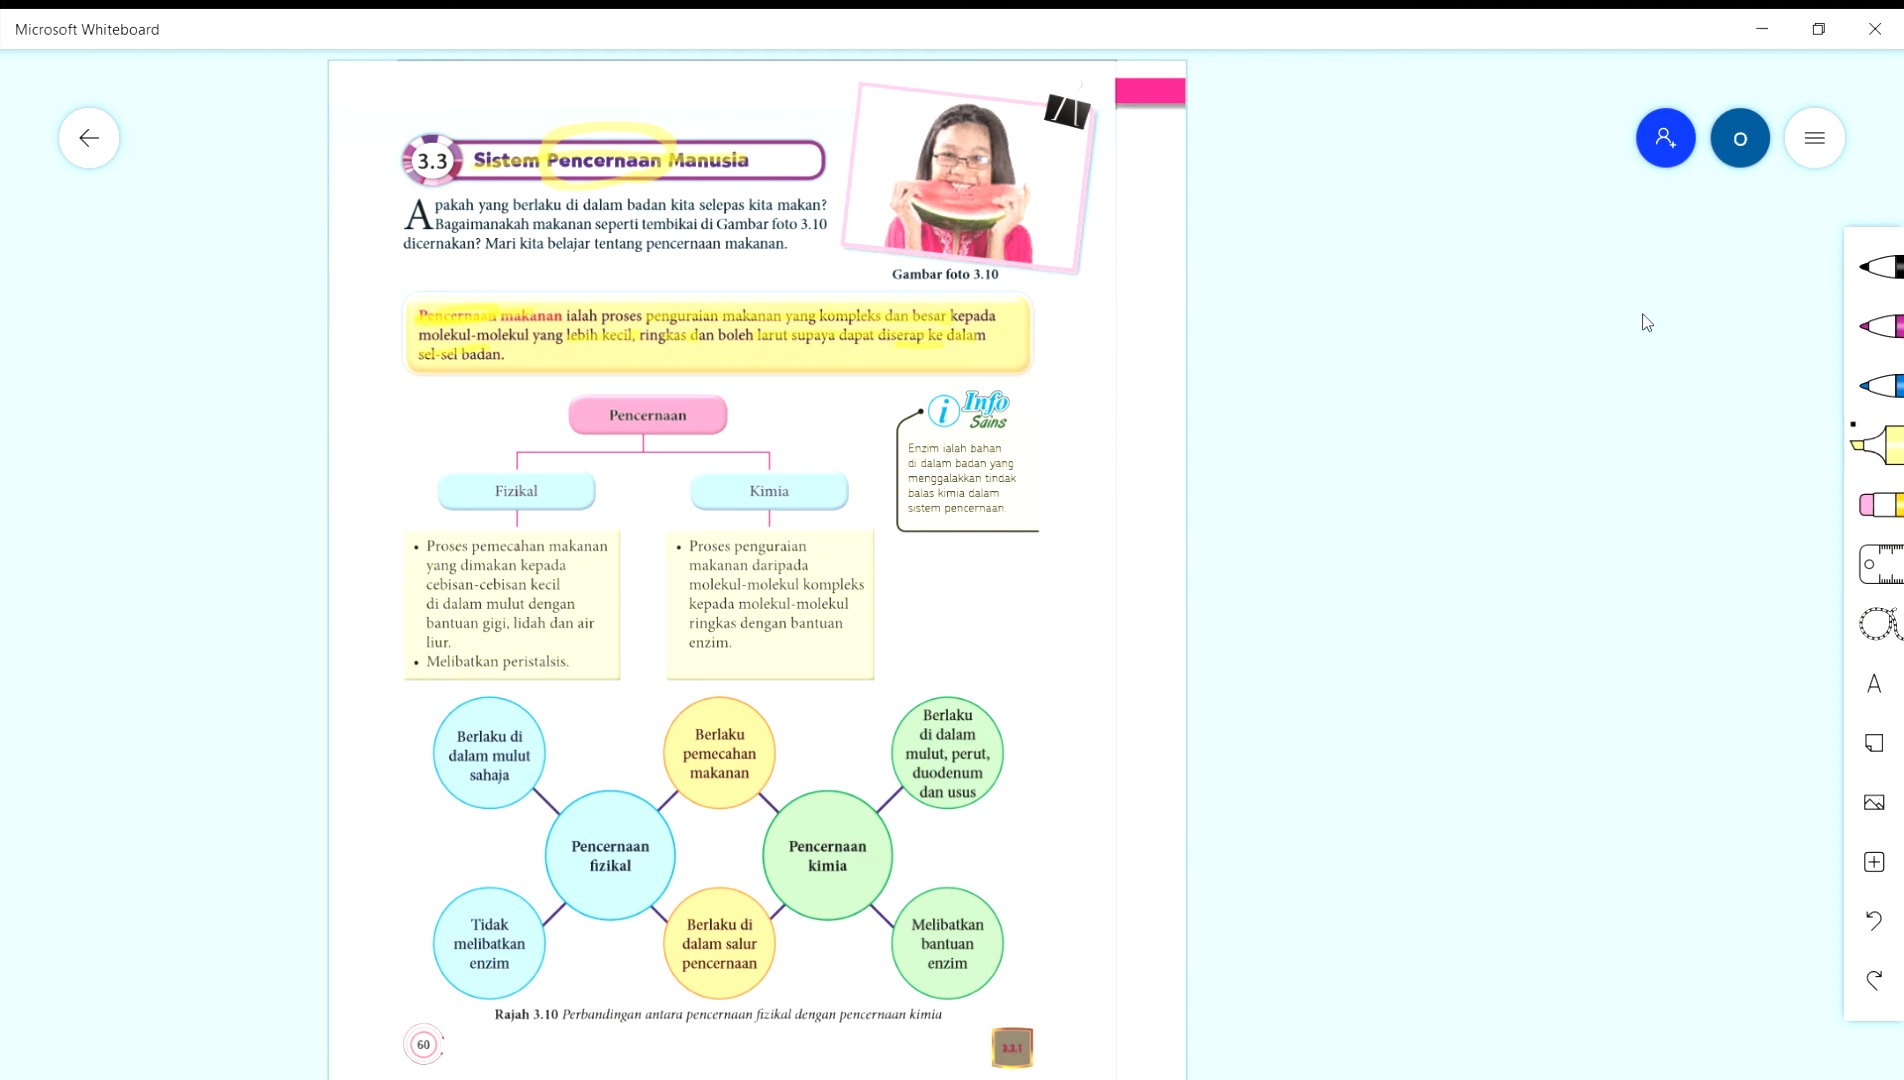 Microsoft Whiteboard
3.3 Sistem Pencernaan Manusia
Apakah yang berlaku di dalam badan kita selepas kita makan?
Bagaimanakah makanan seperti tembikai di Gambar foto 3.10
dicernakan? Mari kita belajar tentang pencernaan makanan.
Gambar foto 3.10
Pencernaan makanan ialah proses penguraian makanan yang kompleks dan besar kepada
molekul-molekul yang lebih kecil, ringkas dan boleh larut supaya dapat diserap ke dalam
sel-sel badan.
Pencernaan
Fizikal
Kimia
• Proses pemecahan makanan
yang dimakan kepada
cebisan-cebisan kecil
di dalam mulut dengan
bantuan gigi, lidah dan air
liur.
• Melibatkan peristalsis.
• Proses penguraian
makanan daripada
molekul-molekul kompleks
kepada molekul-molekul
ringkas dengan bantuan
enzim.
i Info
Sains
Enzim ialah bahan
di dalam badan yang
menggalakkan tindak
balas kimia dalam
sistem pencernaan.
Berlaku di
dalam mulut
sahaja
Berlaku
pemecahan
makanan
Berlaku
di dalam
mulut, perut,
duodenum
dan usus
Pencernaan
fizikal
Pencernaan
kimia
Tidak
melibatkan
enzim
Berlaku di
dalam salur
pencernaan
Melibatkan
bantuan
enzim
Rajah 3.10 Perbandingan antara pencernaan fizikal dengan pencernaan kimia
60
3.3.1
O
A